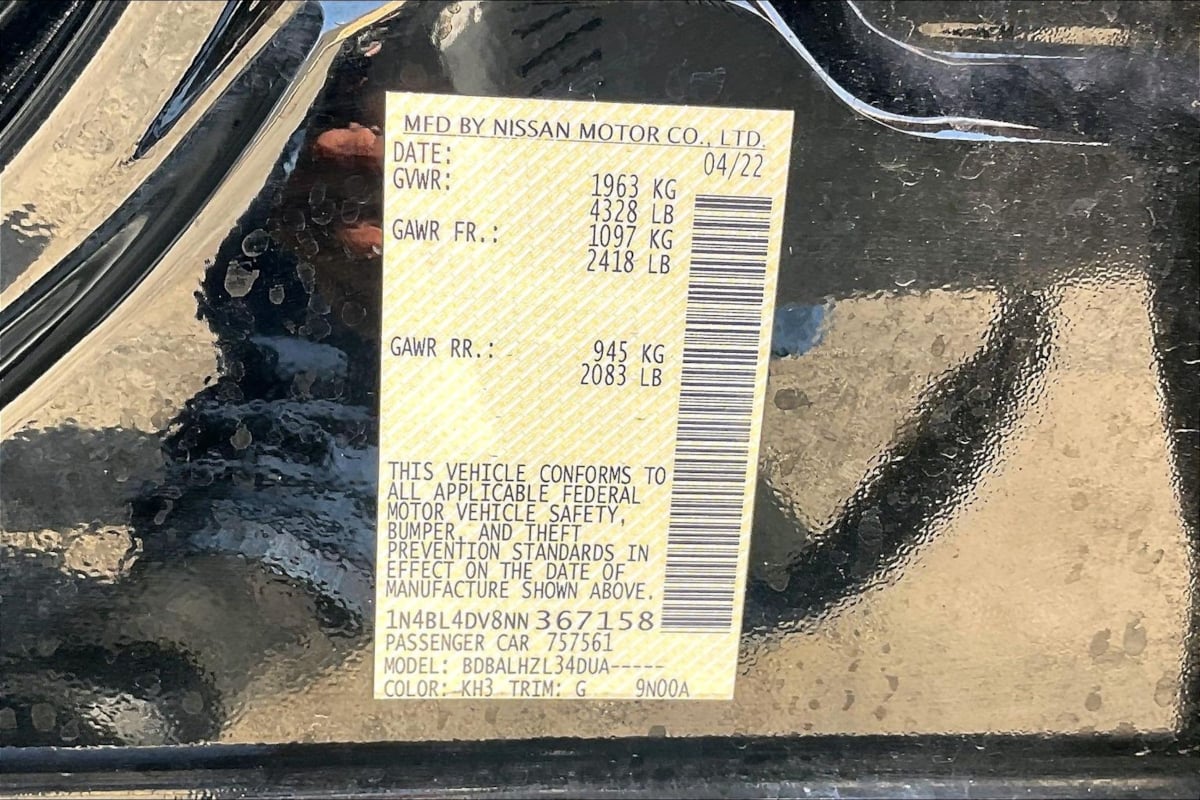 MFD BY NISSAN MOTOR CO., LTD.
DATE: 04/22
GVWR: 1963 KG
4328 LB
GAWR FR.: 1097 KG
2418 LB
GAWR RR.: 945 KG
2083 LB
THIS VEHICLE CONFORMS TO
ALL APPLICABLE FEDERAL
MOTOR VEHICLE SAFETY,
BUMPER, AND THEFT
PREVENTION STANDARDS IN
EFFECT ON THE DATE OF
MANUFACTURE SHOWN ABOVE.
1N4BL4DV8NN 367158
PASSENGER CAR 757561
MODEL: BDBALHZL34DUA-----
COLOR: KH3 TRIM: G 9N00A